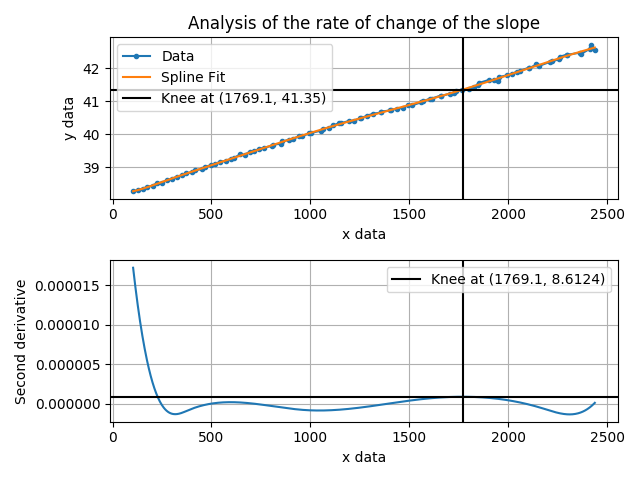 Analysis of the rate of change of the slope
Data
Spline Fit
Knee at (1769.1, 41.35)
y data
42
41
40
39
0 500 1000 1500 2000 2500
x data
Knee at (1769.1, 8.6124)
Second derivative
0.000015
0.000010
0.000005
0.000000
0 500 1000 1500 2000 2500
x data